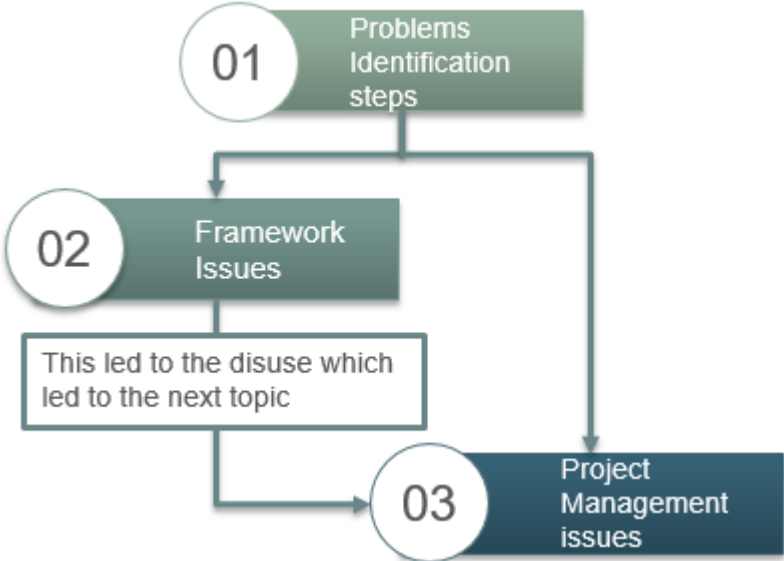 01
Problems
Identification
steps
02
Framework
Issues
This led to the disuse which
led to the next topic
03
Project
Management
issues